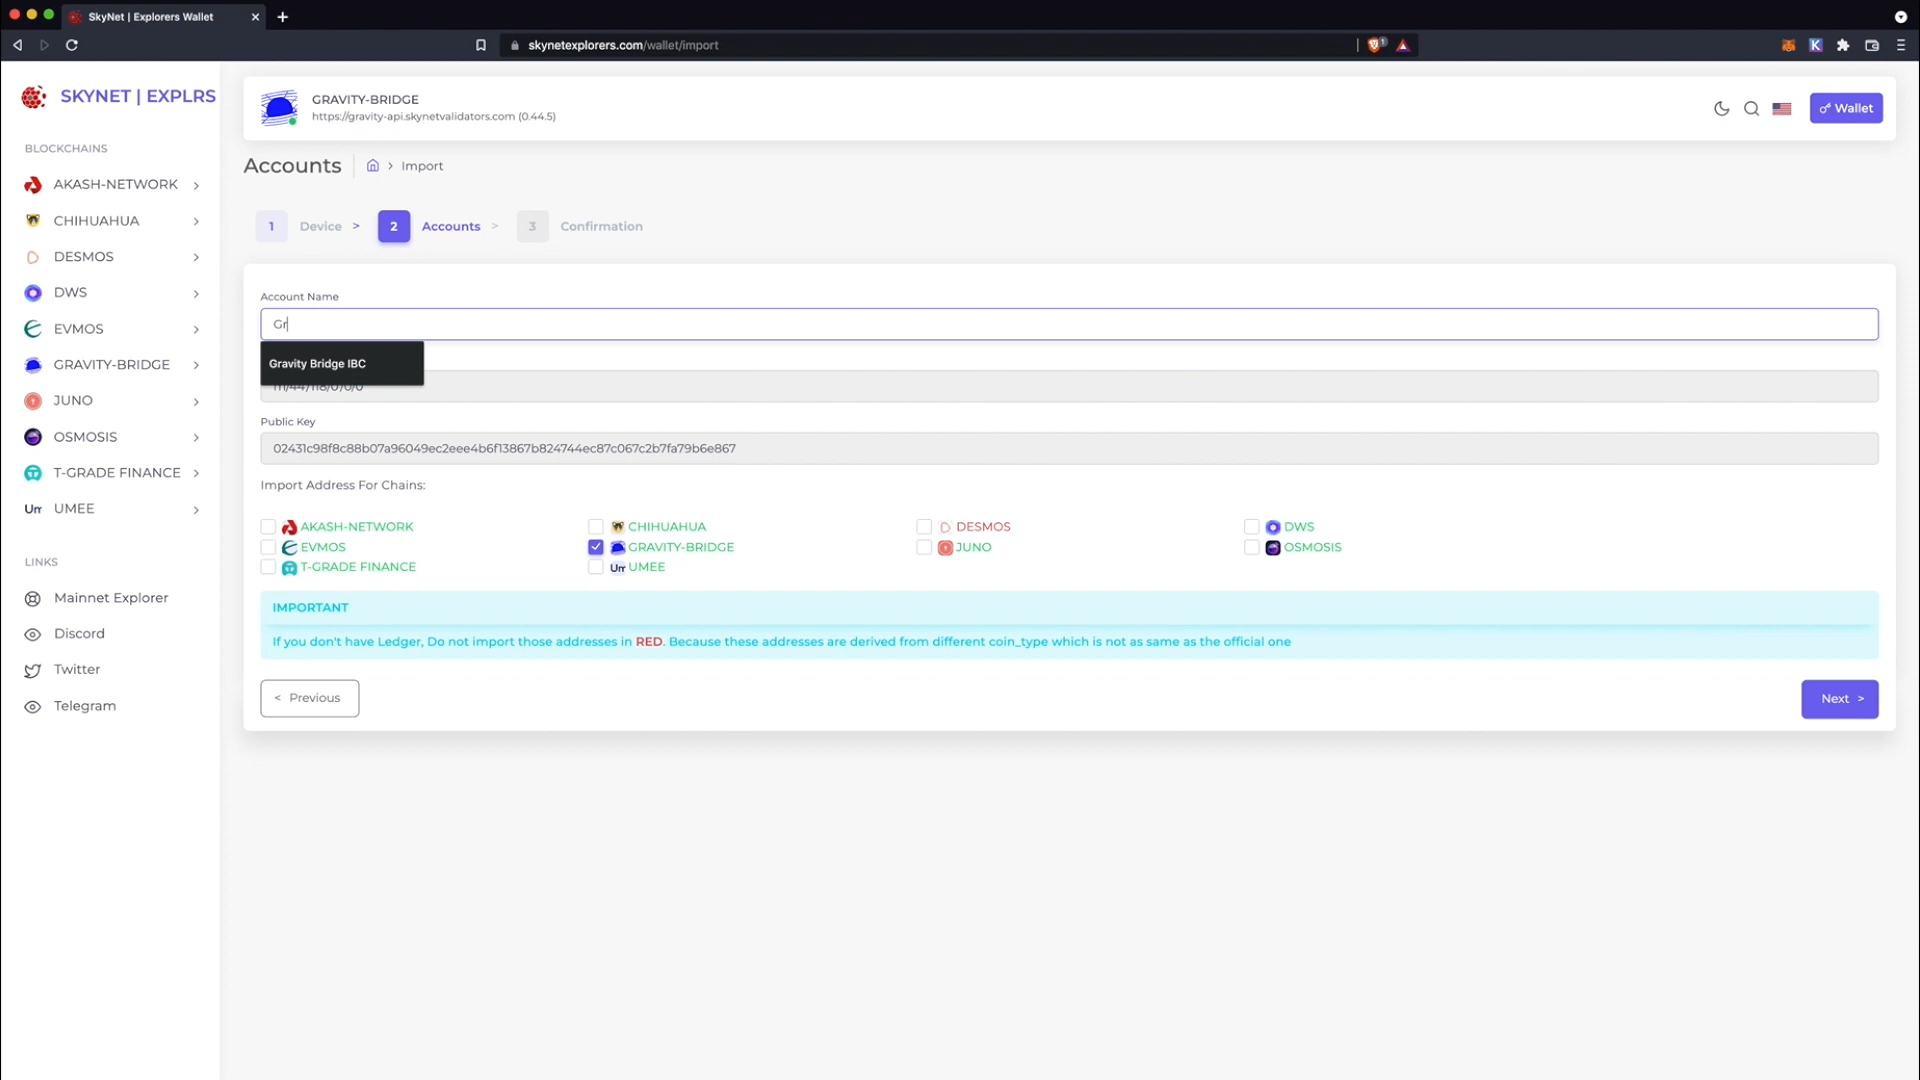 SkyNet | Explorers Wallet
skynetexplorers.com/wallet/import
SKYNET | EXPLRS
BLOCKCHAINS
AKASH-NETWORK
CHIHUAHUA
DESMOS
DWS
EVMOS
GRAVITY-BRIDGE
JUNO
OSMOSIS
T-GRADE FINANCE
UMEE
LINKS
Mainnet Explorer
Discord
Twitter
Telegram
GRAVITY-BRIDGE
https://gravity-api.skynetvalidators.com (0.44.5)
Wallet
Accounts
> Import
1 Device > 2 Accounts > 3 Confirmation
Account Name
Gr
Gravity Bridge IBC
m/44'/118/0'/0/0
Public Key
02431c98f8c88b07a96049ec2eee4b6f13867b824744ec87c067c2b7fa79b6e867
Import Address For Chains:
AKASH-NETWORK CHIHUAHUA DESMOS DWS
EVMOS GRAVITY-BRIDGE JUNO OSMOSIS
T-GRADE FINANCE UMEE
IMPORTANT
If you don't have Ledger, Do not import those addresses in RED. Because these addresses are derived from different coin_type which is not as same as the official one
< Previous
Next >